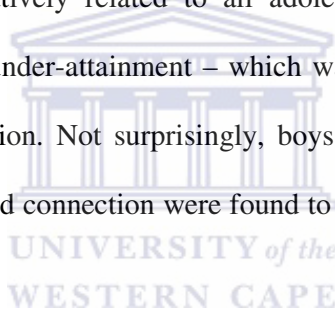 atively related to an adole
nder-attainment – which w
ion. Not surprisingly, boys
d connection were found to
UNIVERSITY of the
WESTERN CAPE